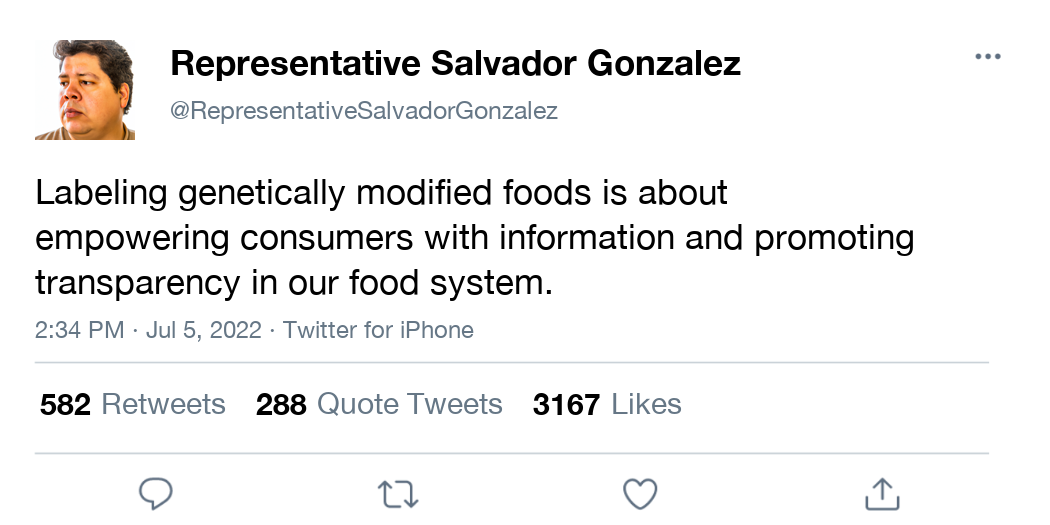 Representative Salvador Gonzalez
@RepresentativeSalvadorGonzalez
Labeling genetically modified foods is about
empowering consumers with information and promoting
transparency in our food system.
2:34 PM · Jul 5, 2022 · Twitter for iPhone
582 Retweets 288 Quote Tweets 3167 Likes